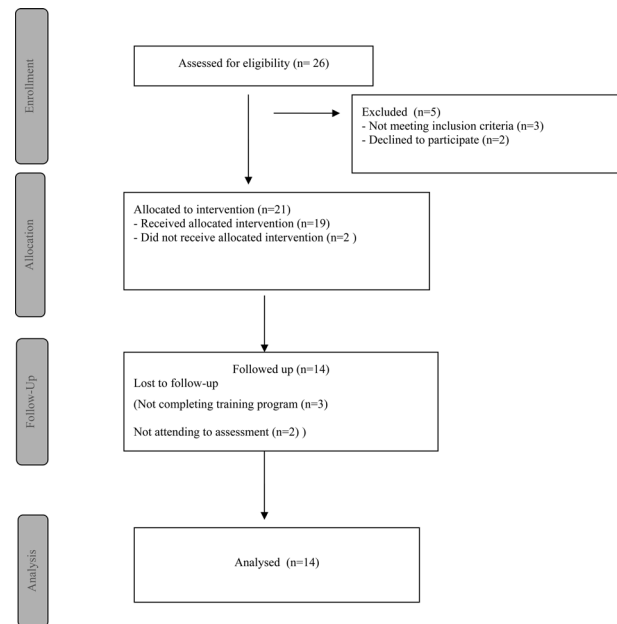 Enrollment
Assessed for eligibility (n= 26)
Excluded (n=5)
- Not meeting inclusion criteria (n=3)
- Declined to participate (n=2)
Allocation
Allocated to intervention (n=21)
- Received allocated intervention (n=19)
- Did not receive allocated intervention (n=2 )
Follow-Up
Followed up (n=14)
Lost to follow-up
(Not completing training program (n=3)
Not attending to assessment (n=2) )
Analysis
Analysed (n=14)